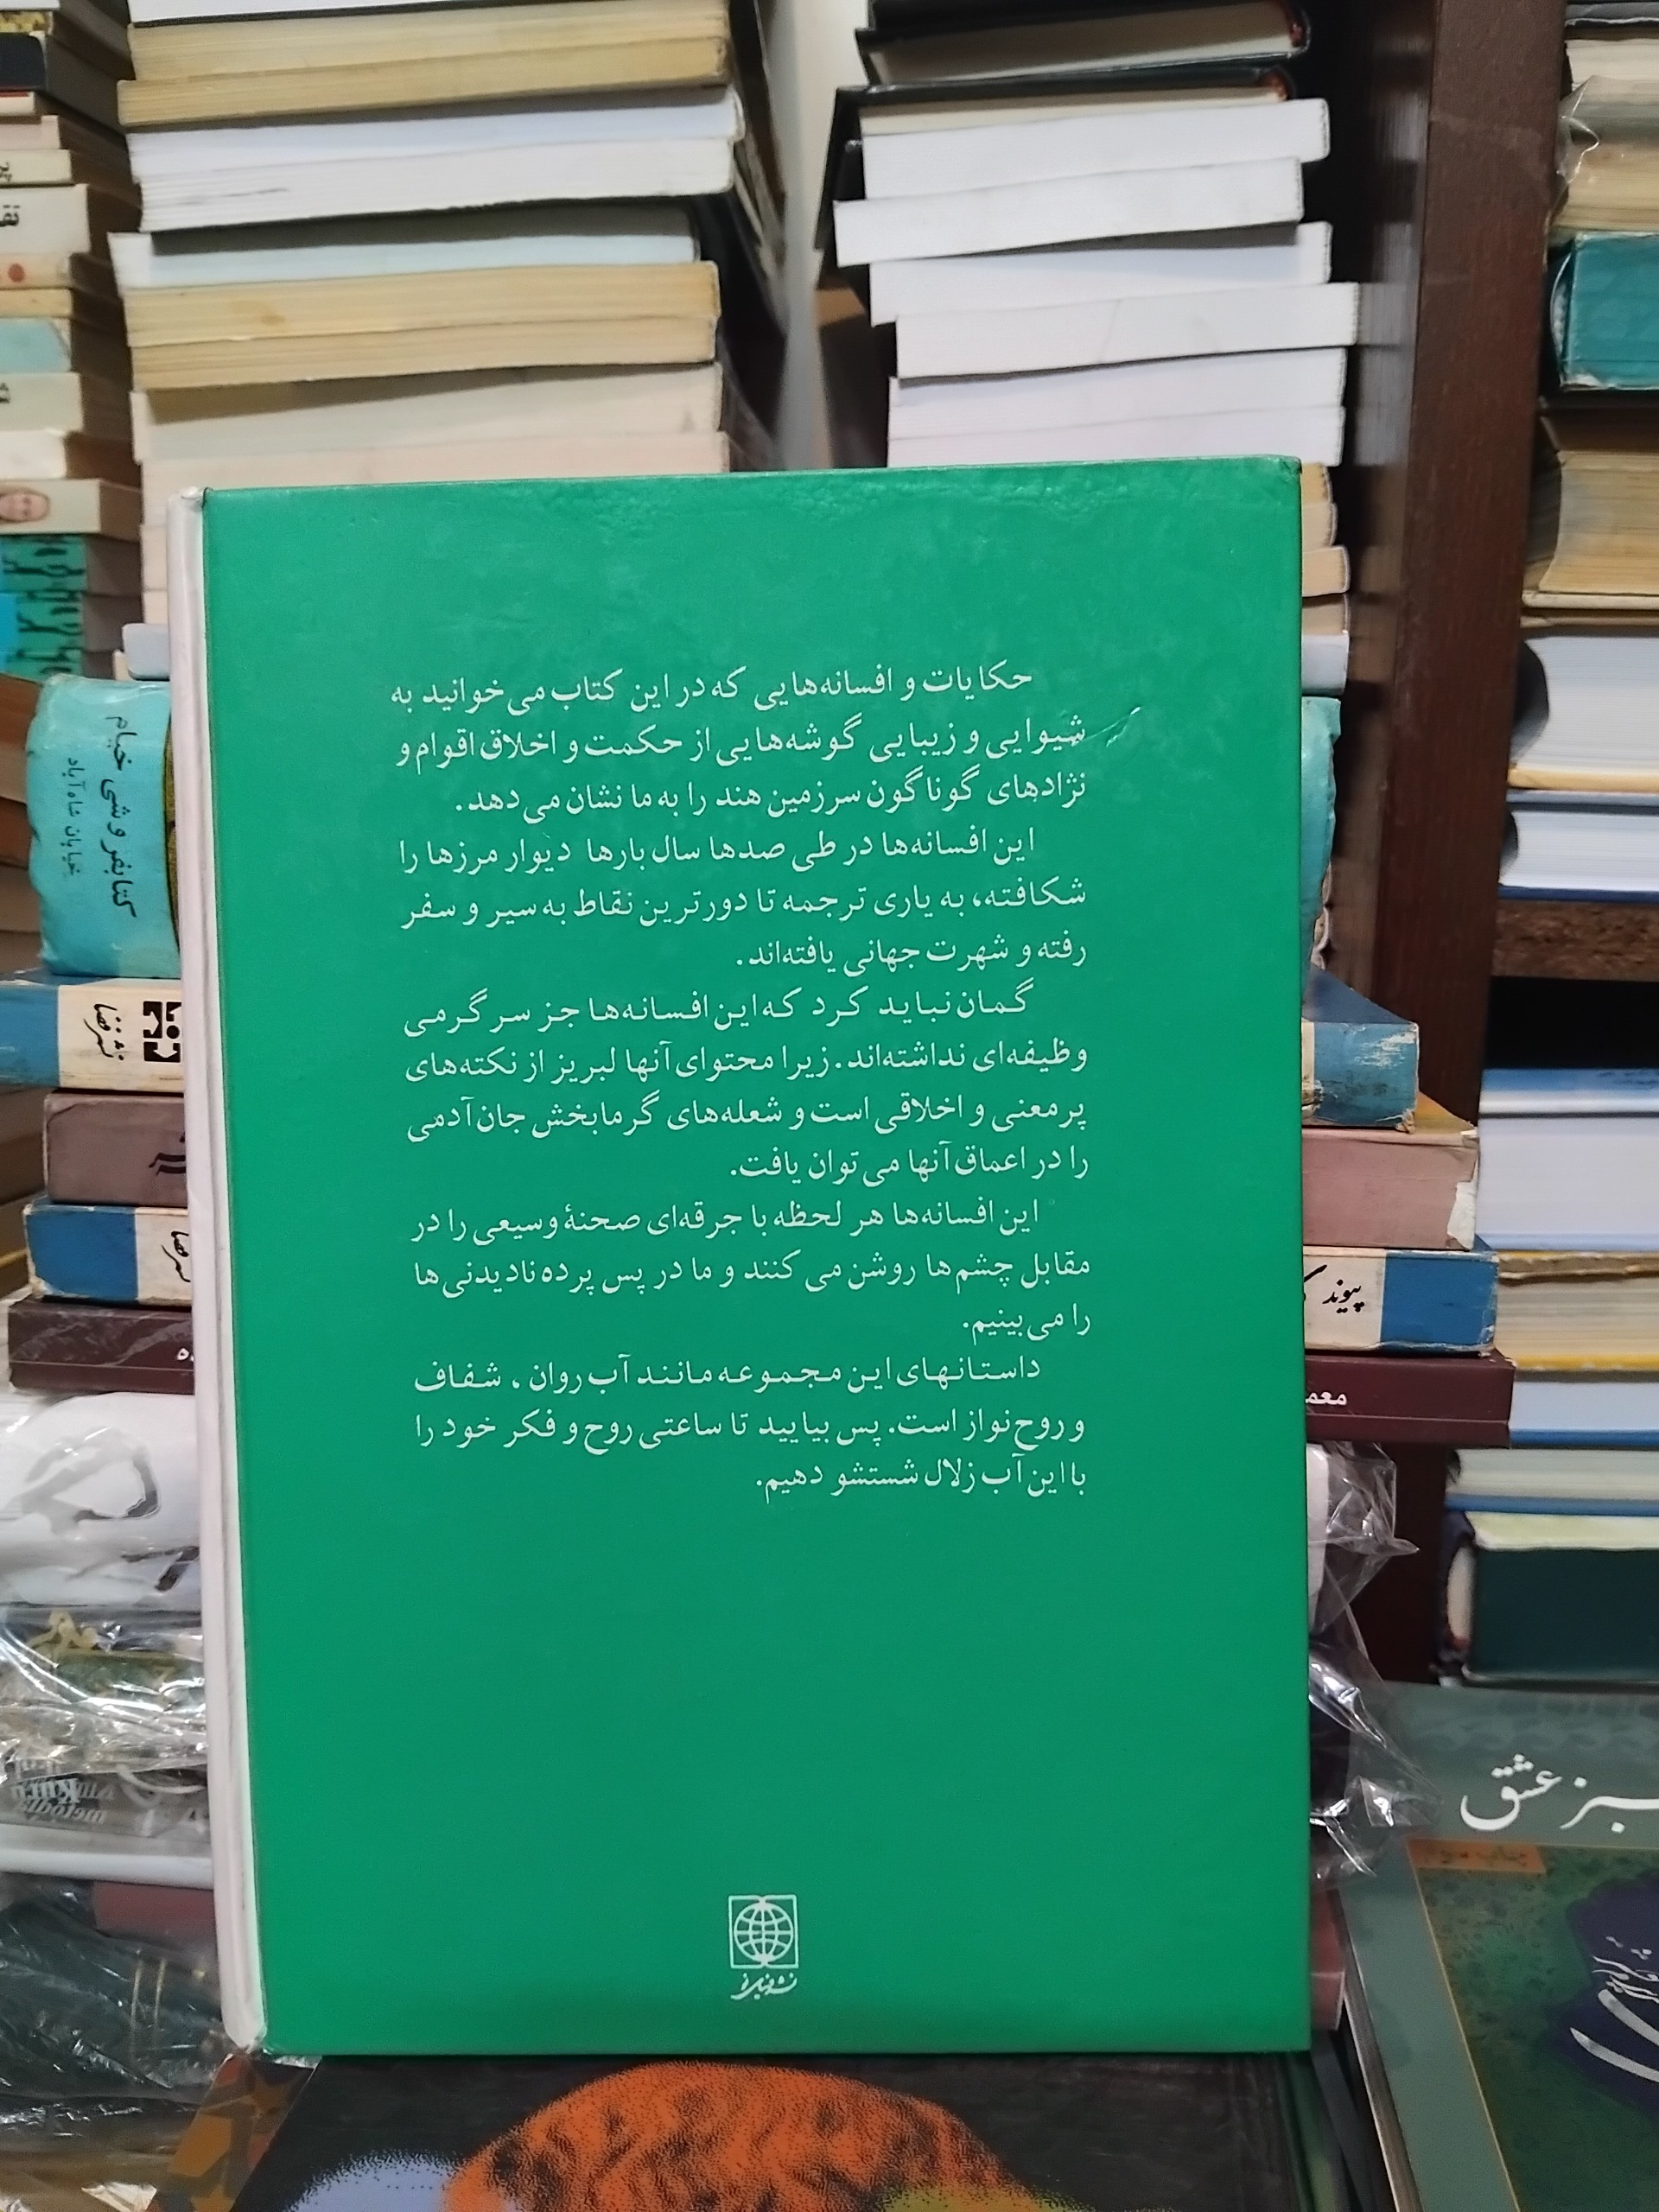 حکایات و افسانه‌هایی که در این کتاب می‌خوانید به
شیوایی و زیبایی گوشه‌هایی از حکمت و اخلاق اقوام و
نژادهای گوناگون سرزمین هند را به ما نشان می‌دهد.
این افسانه‌ها در طی صدها سال بارها دیوار مرزها را
شکافته، به یاری ترجمه تا دورترین نقاط به سیر و سفر
رفته و شهرت جهانی یافته‌اند.
گمان نباید کرد که این افسانه‌ها جز سرگرمی
وظیفه‌ای نداشته‌اند. زیرا محتوای آنها لبریز از نکته‌های
پرمعنی و اخلاقی است و شعله‌های گرمابخش جان آدمی
را در اعماق آنها می‌توان یافت.
این افسانه‌ها هر لحظه با جرقه‌ای صحنهٔ وسیعی را در
مقابل چشم‌ها روشن می‌کنند و ما در پس پرده نادیدنی‌ها
را می‌بینیم.
داستانهای این مجموعه مانند آب روان، شفاف
و روح‌نواز است. پس بیایید تا ساعتی روح و فکر خود را
با این آب زلال شستشو دهیم.
نشر دنیای نو
کتابفروشی خیام
خیابان شاه‌آباد
نشر فضا
پیوند
معم
سبز عشق